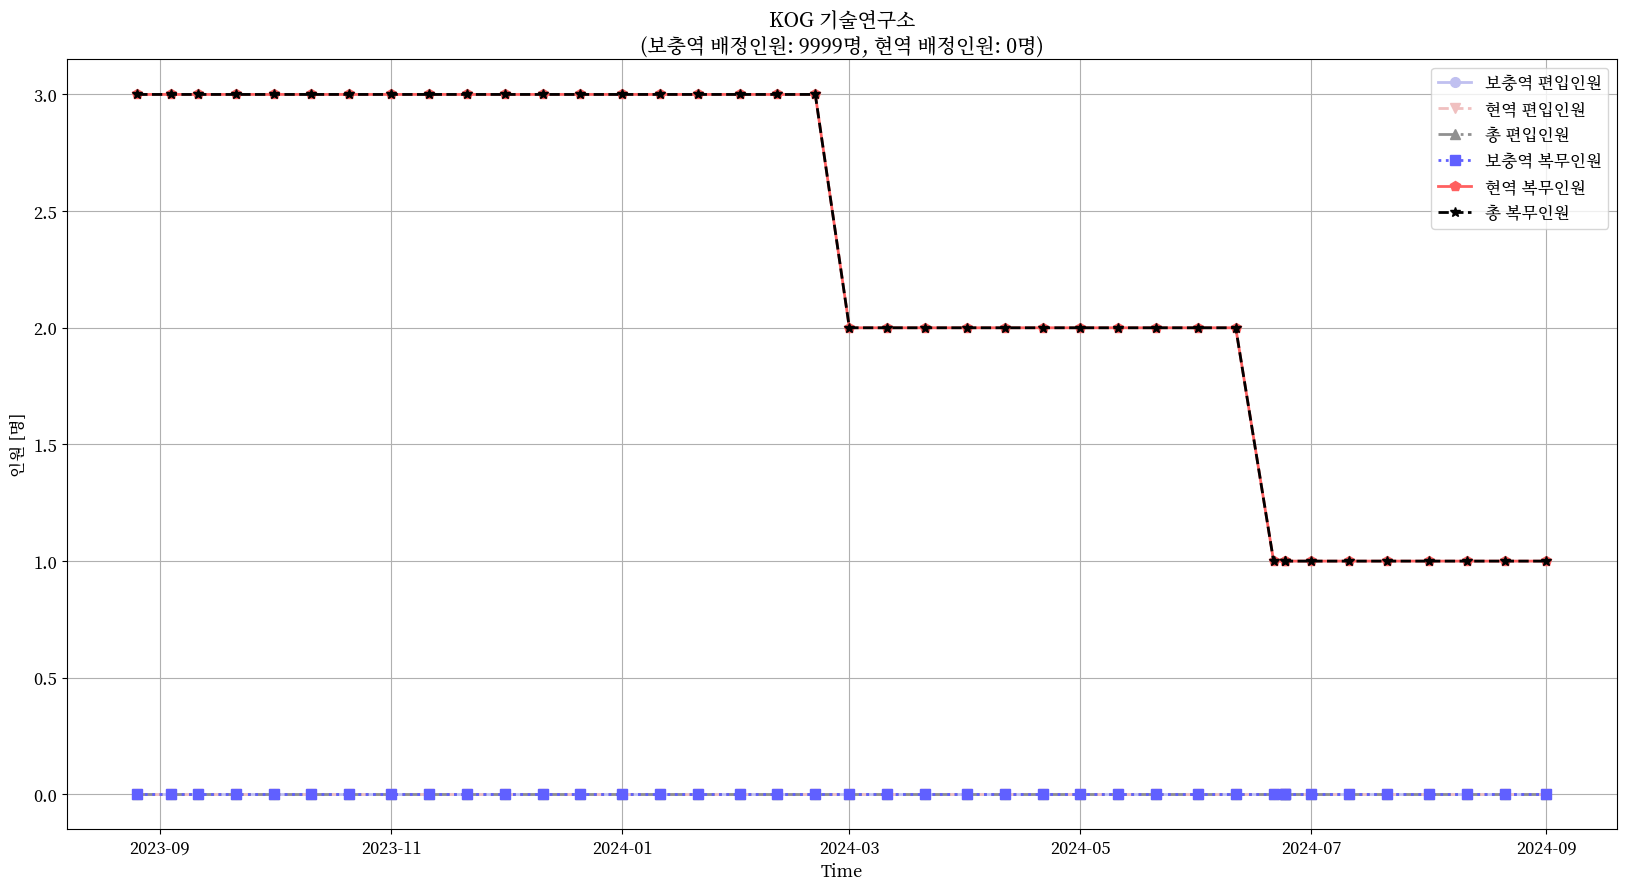 KOG 기술연구소
(보충역 배정인원: 9999명, 현역 배정인원: 0명)
보충역 편입인원
현역 편입인원
총 편입인원
보충역 복무인원
현역 복무인원
총 복무인원
인원 [명]
3.0
2.5
2.0
1.5
1.0
0.5
0.0
2023-09
2023-11
2024-01
2024-03
2024-05
2024-07
2024-09
Time